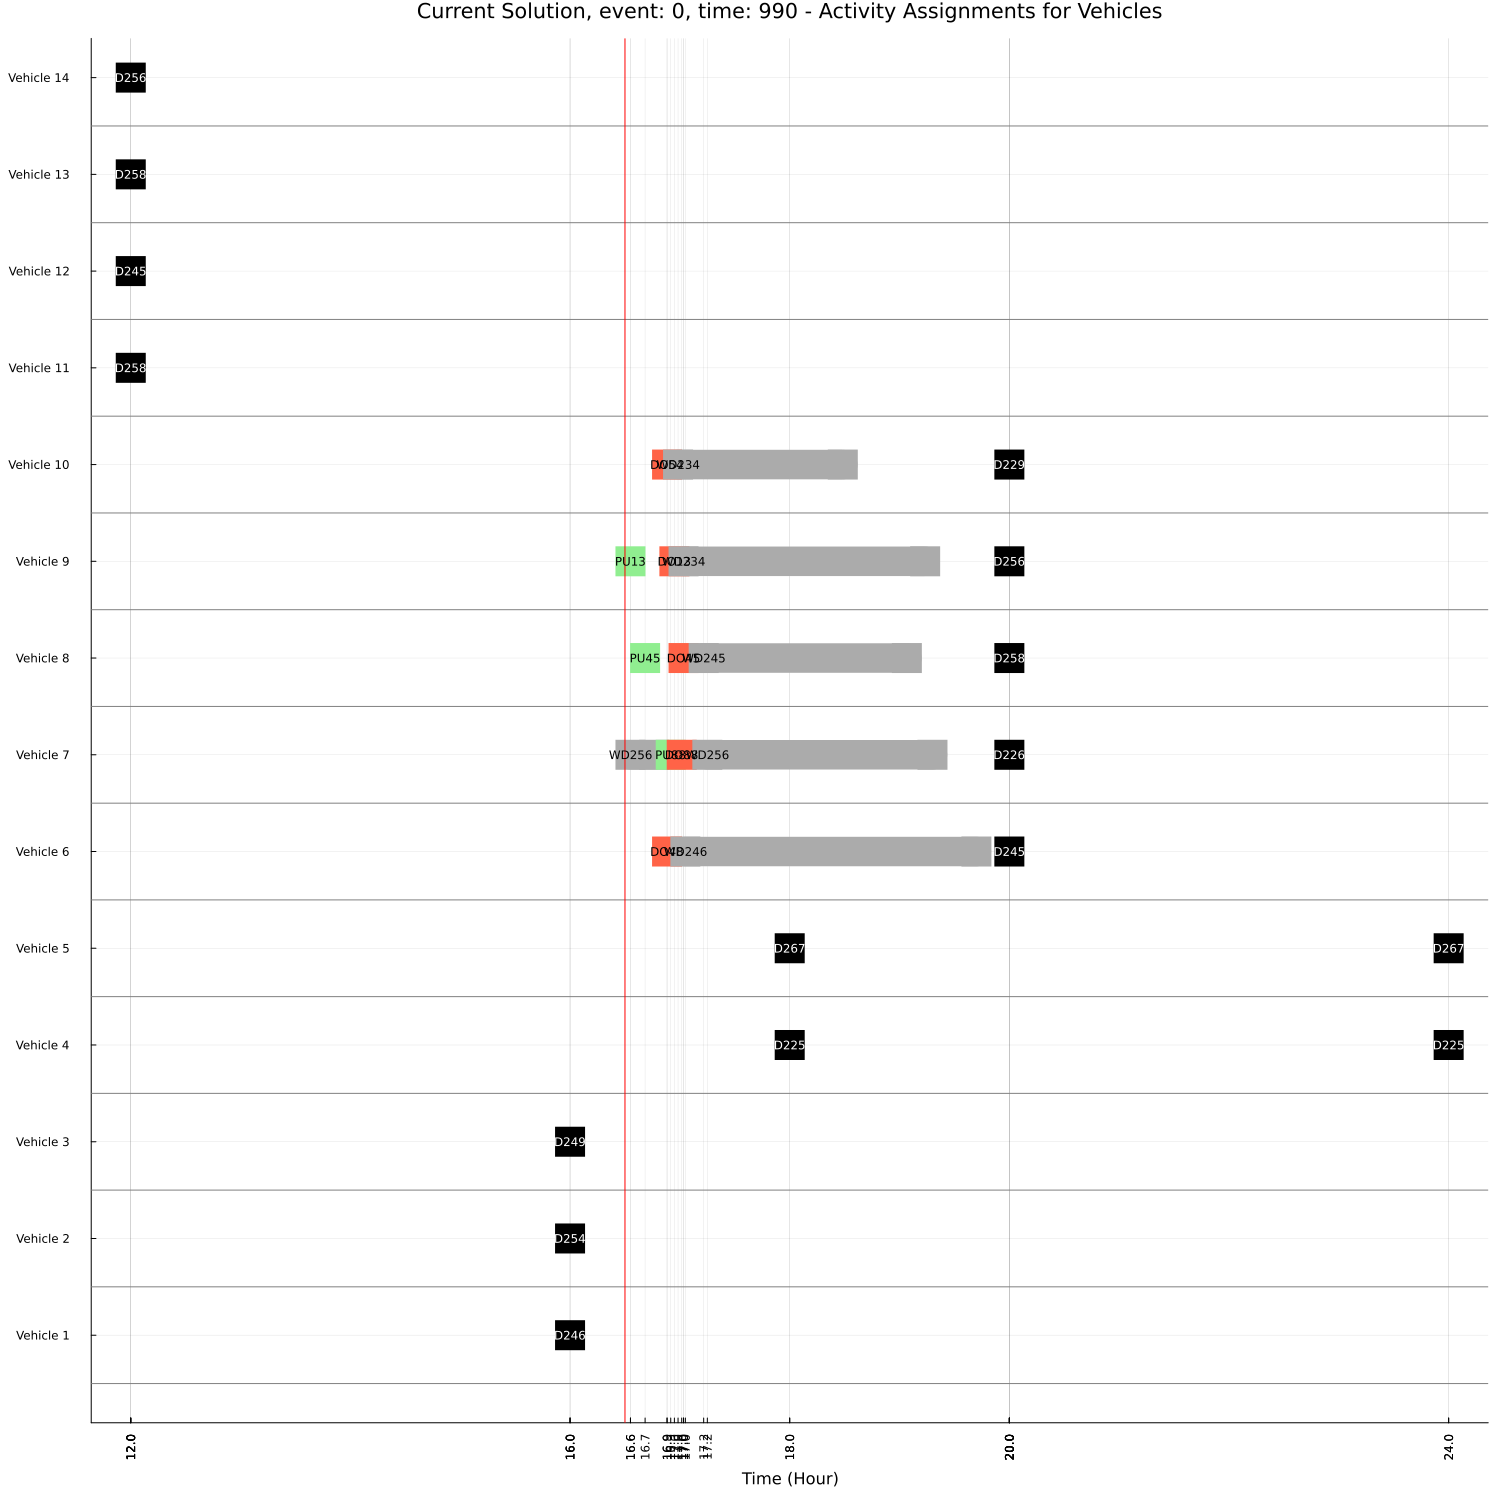 Current Solution, event: 0, time: 990 - Activity Assignments for Vehicles
Vehicle 14 D256
Vehicle 13 D258
Vehicle 12 D245
Vehicle 11 D258
Vehicle 10 WD234 D229
Vehicle 9 PU13 WD234 D256
Vehicle 8 PU45 DO45 WD245 D258
Vehicle 7 WD256 WD256 D226
Vehicle 6 WD246 D245
Vehicle 5 D267 D267
Vehicle 4 D225 D225
Vehicle 3 D249
Vehicle 2 D254
Vehicle 1 D246
12.0 16.0 16.6 16.7 17.2 18.0 20.0 24.0
Time (Hour)